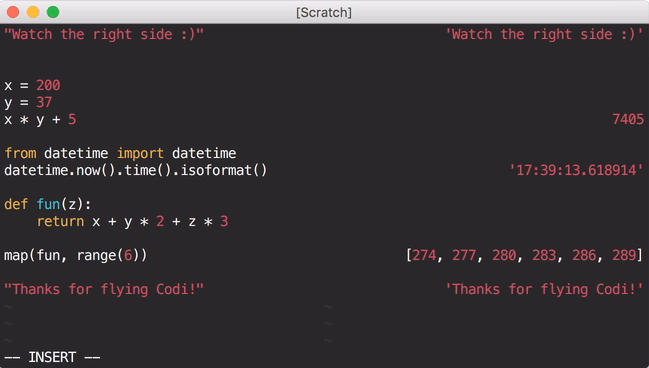 [Scratch]
"Watch the right side :)" 'Watch the right side :)'
x = 200
y = 37
x * y + 5 7405
from datetime import datetime
datetime.now().time().isoformat() '17:39:13.618914'
def fun(z):
    return x + y * 2 + z * 3
map(fun, range(6)) [274, 277, 280, 283, 286, 289]
"Thanks for flying Codi!" 'Thanks for flying Codi!'
~ ~
~ ~
~ ~
-- INSERT --